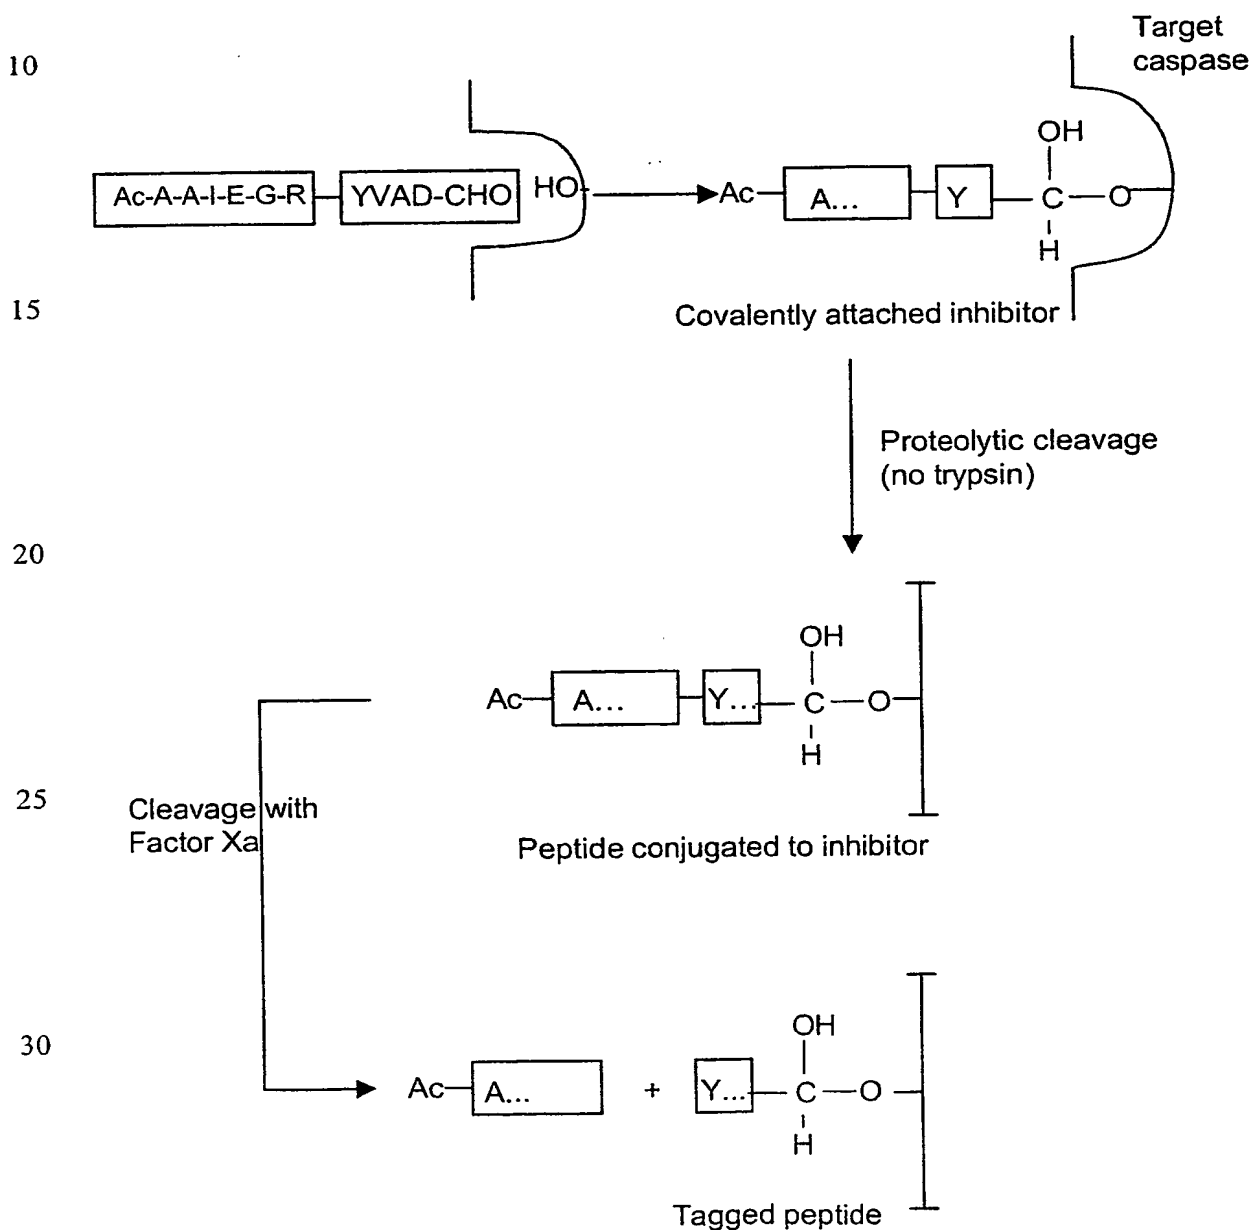 Target
caspase
10
OH
Ac-A-A-I-E-G-R YVAD-CHO HO Ac A... Y C O
H
15
Covalently attached inhibitor
Proteolytic cleavage
(no trypsin)
20
OH
Ac A... Y... C O
H
25
Cleavage with
Factor Xa
Peptide conjugated to inhibitor
30
OH
Ac A... + Y... C O
H
Tagged peptide